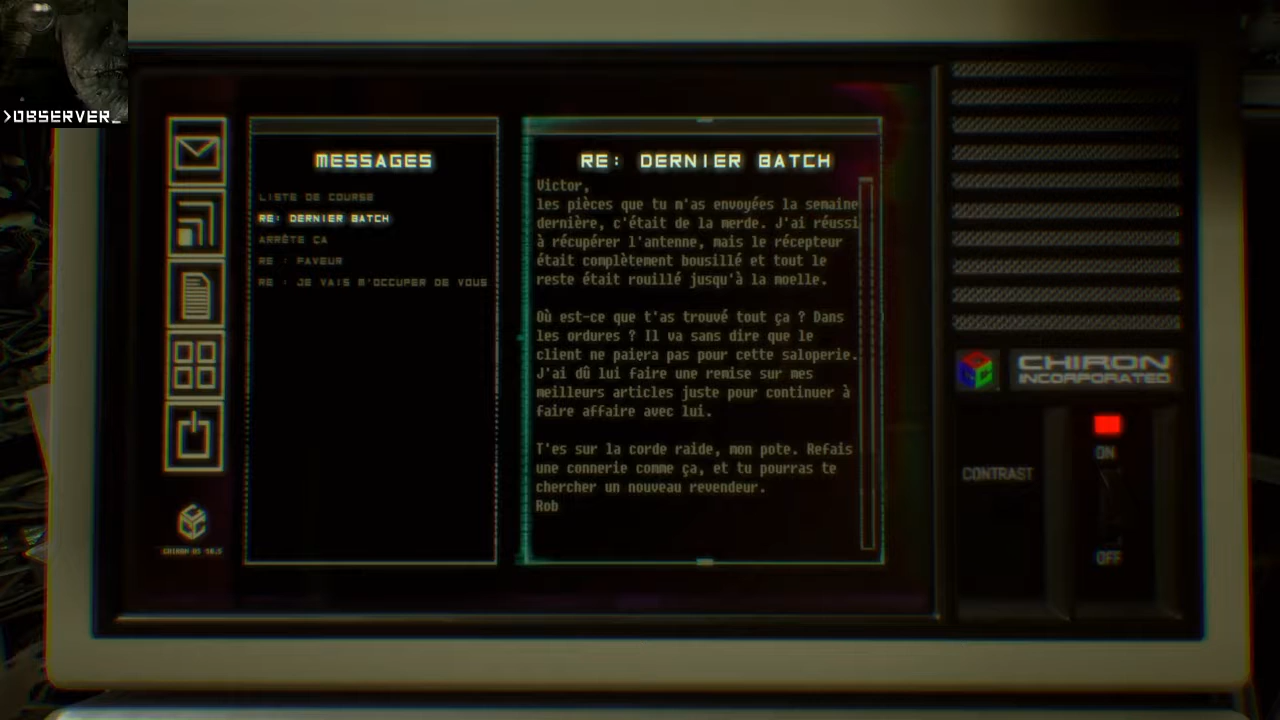 >OBSERVER_
MESSAGES
LISTE DE COURSE
RE: DERNIER BATCH
ARRÊTE ÇA
RE : PAVEUR
RE : JE VAIS M'OCCUPER DE VOUS
RE: DERNIER BATCH
Victor,
les pièces que tu m'as envoyées la semaine
dernière, c'était de la merde. J'ai réussi
à récupérer l'antenne, mais le récepteur
était complètement bousillé et tout le
reste était rouillé jusqu'à la moelle.
Où est-ce que t'as trouvé tout ça ? Dans
les ordures ? Il va sans dire que le
client ne paiera pas pour cette saloperie.
J'ai dû lui faire une remise sur mes
meilleurs articles juste pour continuer à
faire affaire avec lui.
T'es sur la corde raide, mon pote. Refais
une connerie comme ça, et tu pourras te
chercher un nouveau revendeur.
Rob
CHIRON
INCORPORATED
ON
CONTRAST
OFF
CHIRON OS